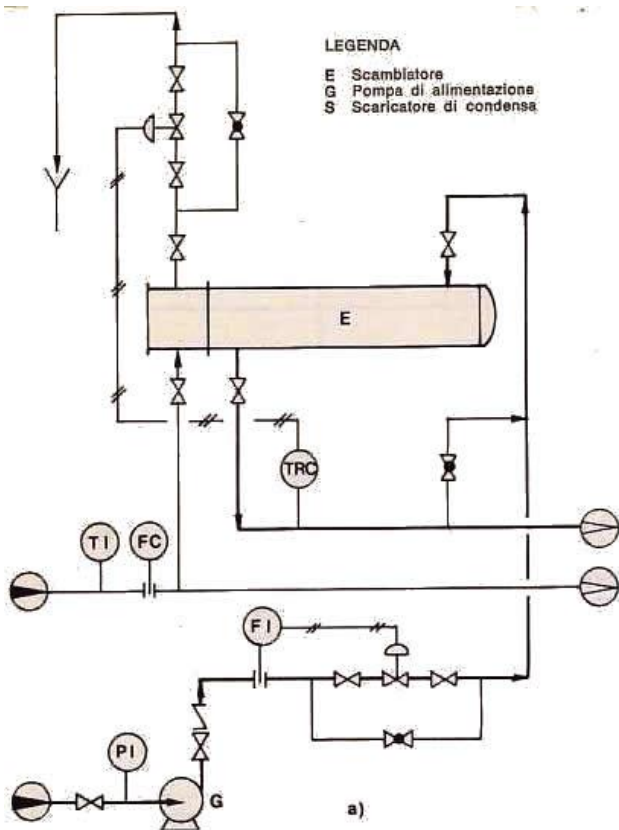 LEGENDA
E Scambiatore
G Pompa di alimentazione
S Scaricatore di condensa
E
TRC
TI
FC
FI
PI
G
a)